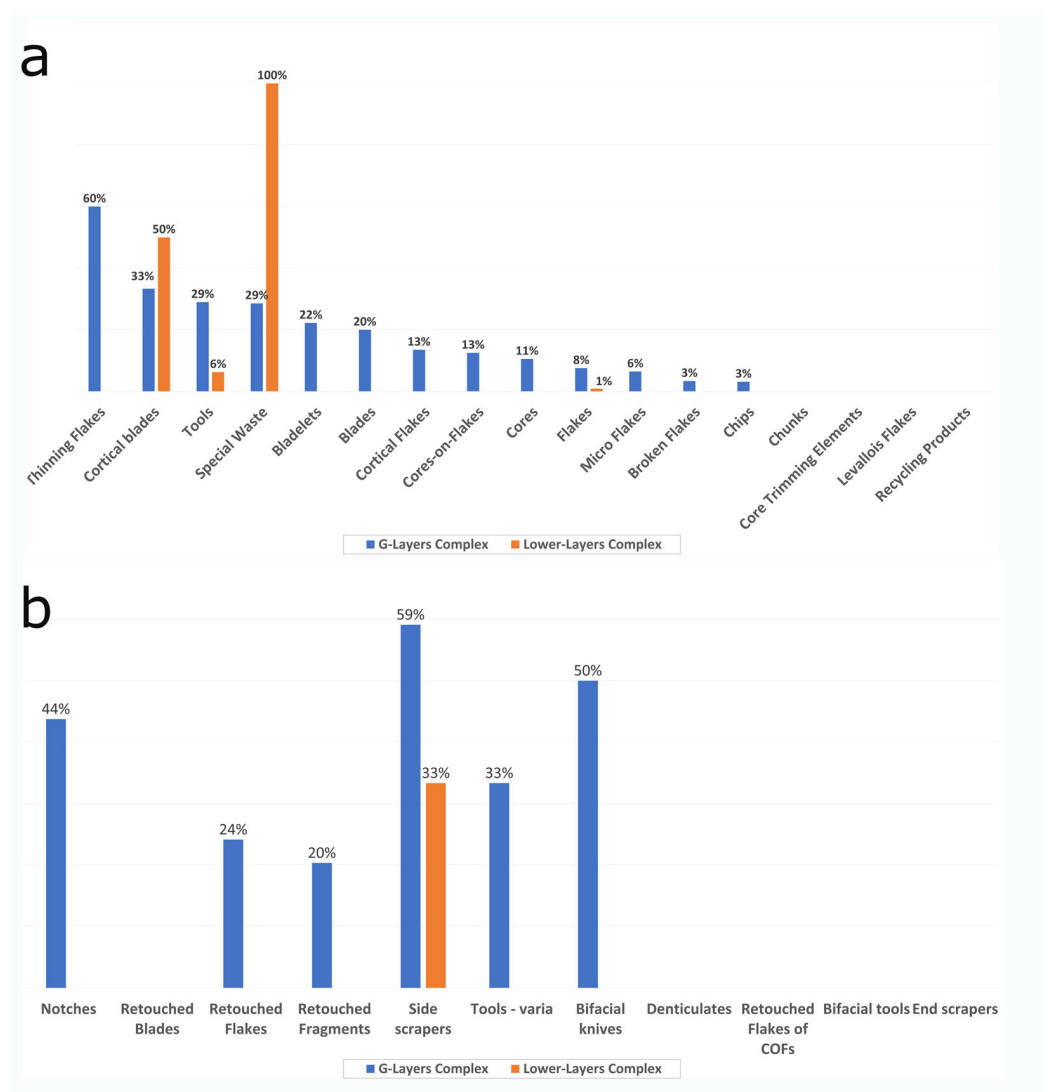 a
100%
60%
50%
33%
29%
29%
22%
20%
13%
13%
11%
8%
6%
6%
3%
3%
1%
Thinning Flakes
Cortical blades
Tools
Special Waste
Bladelets
Blades
Cortical Flakes
Cores-on-Flakes
Cores
Flakes
Micro Flakes
Broken Flakes
Chips
Chunks
Core Trimming Elements
Levallois Flakes
Recycling Products
G-Layers Complex Lower-Layers Complex
b
59%
50%
44%
33%
33%
24%
20%
Notches
Retouched
Blades
Retouched
Flakes
Retouched
Fragments
Side
scrapers
Tools - varia
Bifacial
knives
Denticulates
Retouched
Flakes of
COFs
Bifacial tools
End scrapers
G-Layers Complex Lower-Layers Complex